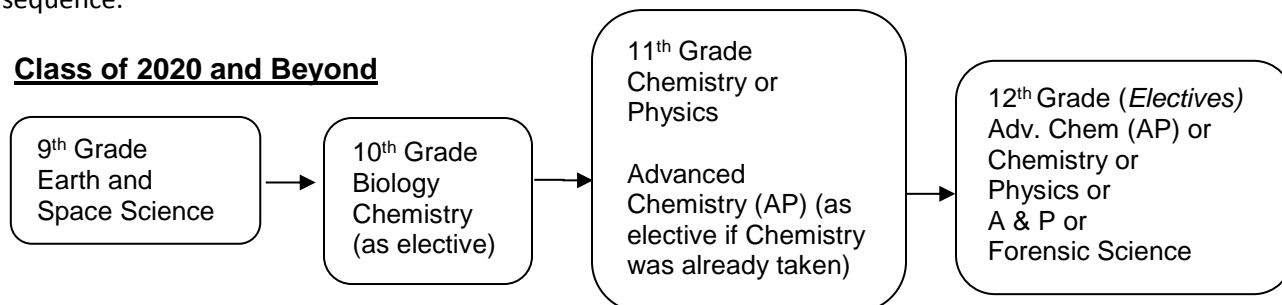 sequence.
Class of 2020 and Beyond
9th Grade
Earth and
Space Science
10th Grade
Biology
Chemistry
(as elective)
11th Grade
Chemistry or
Physics
Advanced
Chemistry (AP) (as
elective if Chemistry
was already taken)
12th Grade (Electives)
Adv. Chem (AP) or
Chemistry or
Physics or
A & P or
Forensic Science